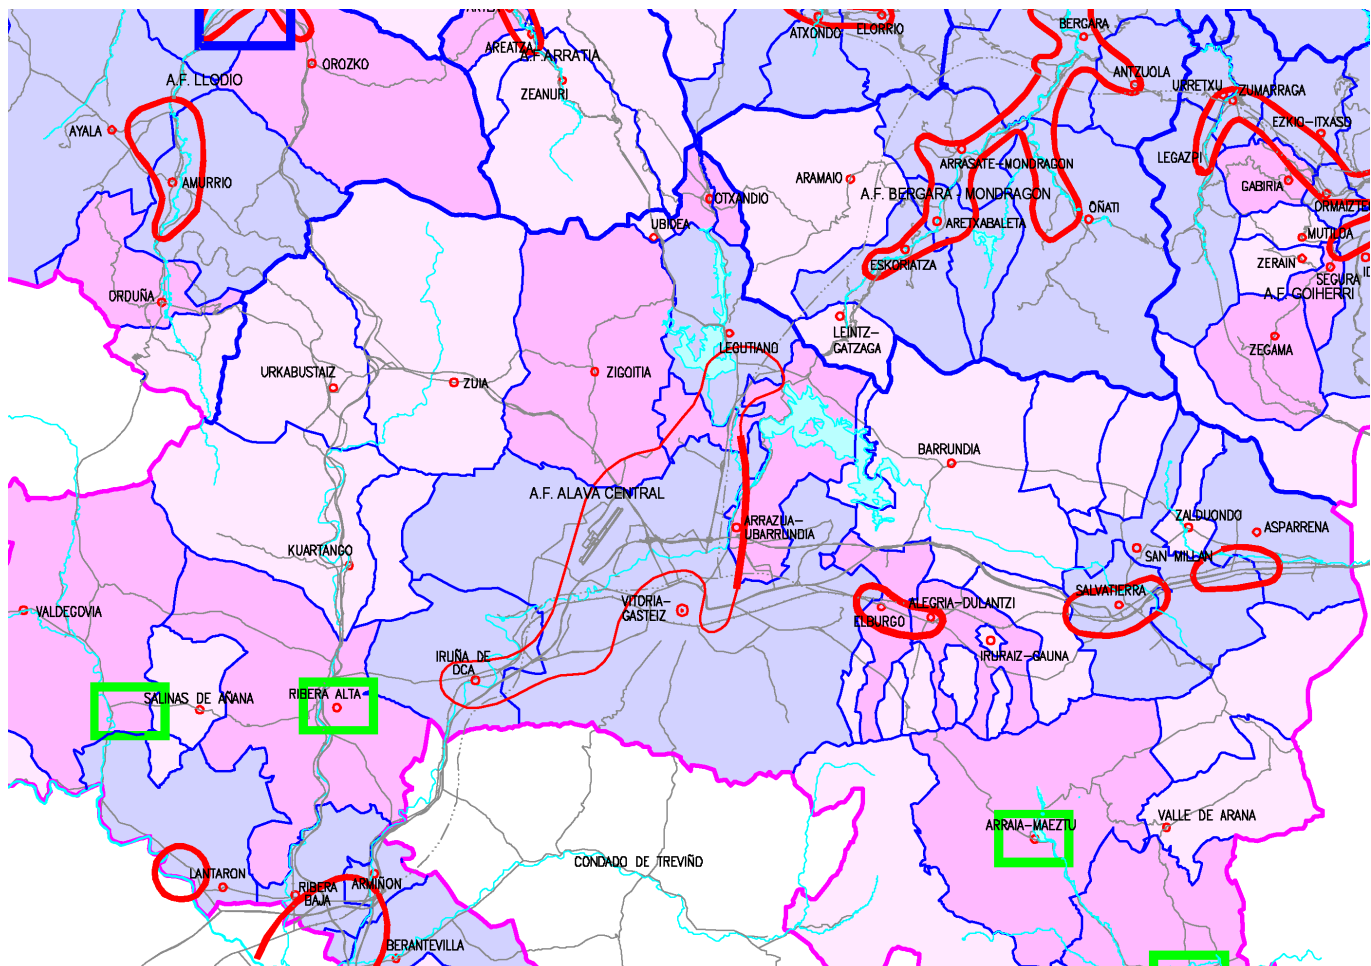 BERGARA
ELORRIO
ATXONDO
AREATZA
A.F. ARRATIA
OROZKO
A.F. LLODIO
ZEANURI
ANTZUOLA
URRETXU
ZUMARRAGA
EZKIO-ITXASO
AYALA
AMURRIO
ARRASATE-MONDRAGON
LEGAZPI
ARAMAIO
A.F. BERGARA
MONDRAGON
GABIRIA
OTXANDIO
OÑATI
UBIDEA
ARETXABALETA
MUTILOA
ESKORIATZA
ZERAIN
SEGURA
ORDUÑA
A.F. GOIHERRI
LEINTZ-
GATZAGA
LEGUTIANO
ZEGAMA
URKABUSTAIZ
ZUIA
ZIGOITIA
BARRUNDIA
A.F. ALAVA CENTRAL
ARRAZUA-
UBARRUNDIA
ZALDUONDO
ASPARRENA
KUARTANGO
SAN MILLAN
SALVATIERRA
VALDEGOVIA
VITORIA-
GASTEIZ
ALEGRIA-DULANTZI
ELBURGO
IRURAIZ-GAUNA
IRUÑA DE
OCA
SALINAS DE AÑANA
RIBERA ALTA
ARRAIA-MAEZTU
VALLE DE ARANA
CONDADO DE TREVIÑO
LANTARON
RIBERA
BAJA
ARMIÑON
BERANTEVILLA